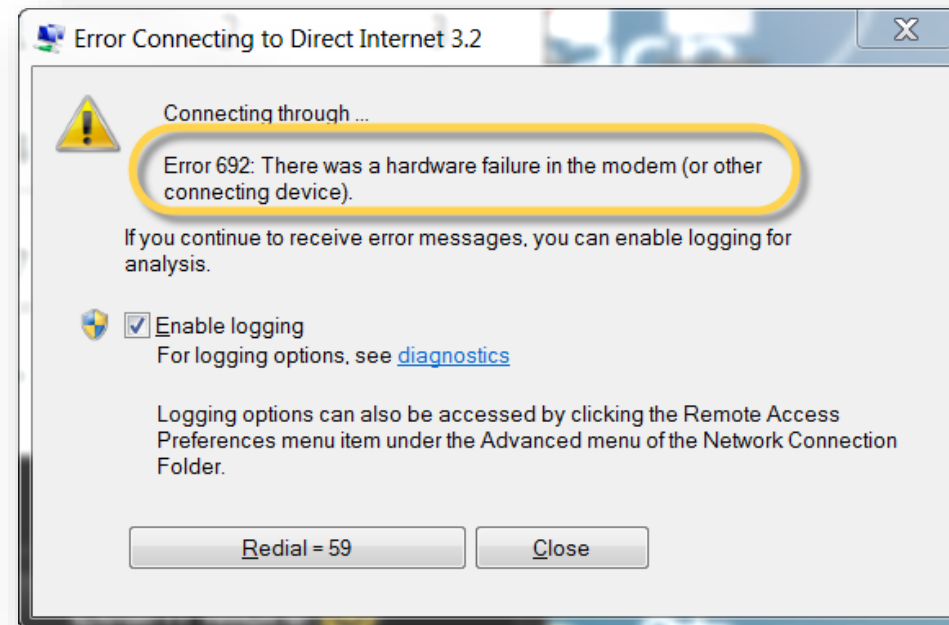 Error Connecting to Direct Internet 3.2
Connecting through ...
Error 692: There was a hardware failure in the modem (or other
connecting device).
If you continue to receive error messages, you can enable logging for
analysis.
Enable logging
For logging options, see diagnostics
Logging options can also be accessed by clicking the Remote Access
Preferences menu item under the Advanced menu of the Network Connection
Folder.
Redial = 59
Close